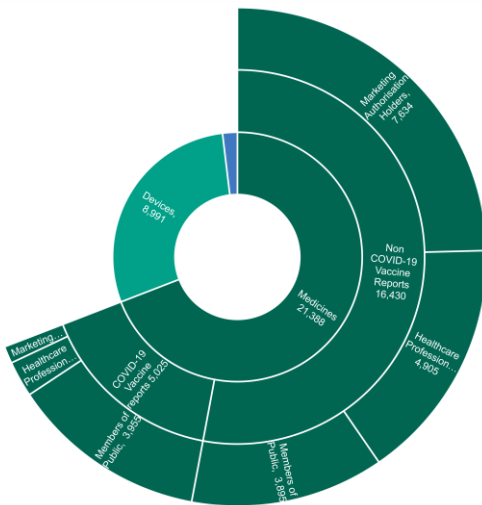 Marketing
Authorisation
Holders,
7,634
Devices,
8,991
Non
COVID-19
Vaccine
Reports
16,430
Medicines
21,388
Healthcare
Profession…
4,905
Marketing…
Healthcare
Profession…
COVID-19
Vaccine
reports 5,025
Members of
Public, 3,955
Members of
Public, 3,895